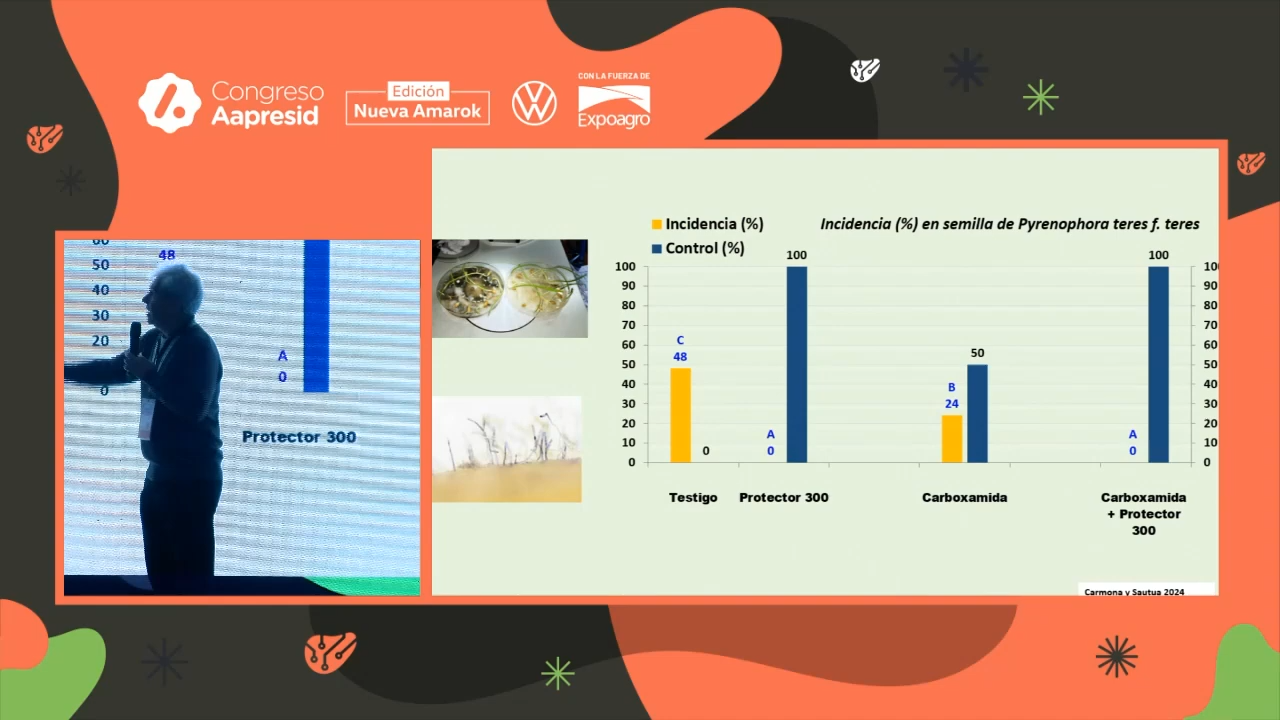 Congreso
Aapresid
Edición
Nueva Amarok
CON LA FUERZA DE
Expoagro
60
50
48
40
30
20
0
A
0
Protector 300
Incidencia (%)
Control (%)
Incidencia (%) en semilla de Pyrenophora teres f. teres
100
90
80
70
60
50
40
30
20
10
0
C
48
0
A
0
100
B
24
50
A
0
100
90
80
70
60
50
40
30
20
10
0
Testigo
Protector 300
Carboxamida
Carboxamida
+ Protector
300
Carmona y Sautua 2024